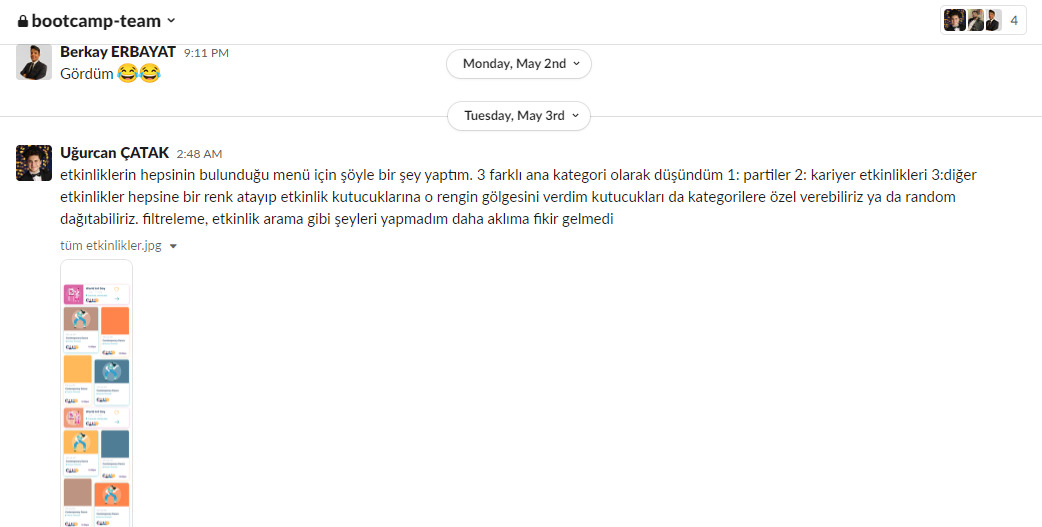 bootcamp-team
4
Berkay ERBAYAT 9:11 PM
Gördüm 😂😂
Monday, May 2nd
Tuesday, May 3rd
Uğurcan ÇATAK 2:48 AM
etkinliklerin hepsinin bulunduğu menü için şöyle bir şey yaptım. 3 farklı ana kategori olarak düşündüm 1: partiler 2: kariyer etkinlikleri 3:diğer
etkinlikler hepsine bir renk atayıp etkinlik kutucuklarına o rengin gölgesini verdim kutucukları da kategorilere özel verebiliriz ya da random
dağıtabiliriz. filtreleme, etkinlik arama gibi şeyleri yapmadım daha aklıma fikir gelmedi
tüm etkinlikler.jpg